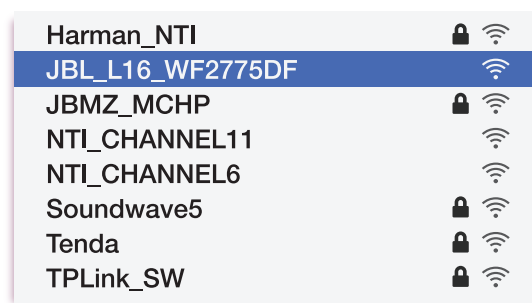 Harman_NTI
JBL_L16_WF2775DF
JBMZ_MCHP
NTI_CHANNEL11
NTI_CHANNEL6
Soundwave5
Tenda
TPLink_SW